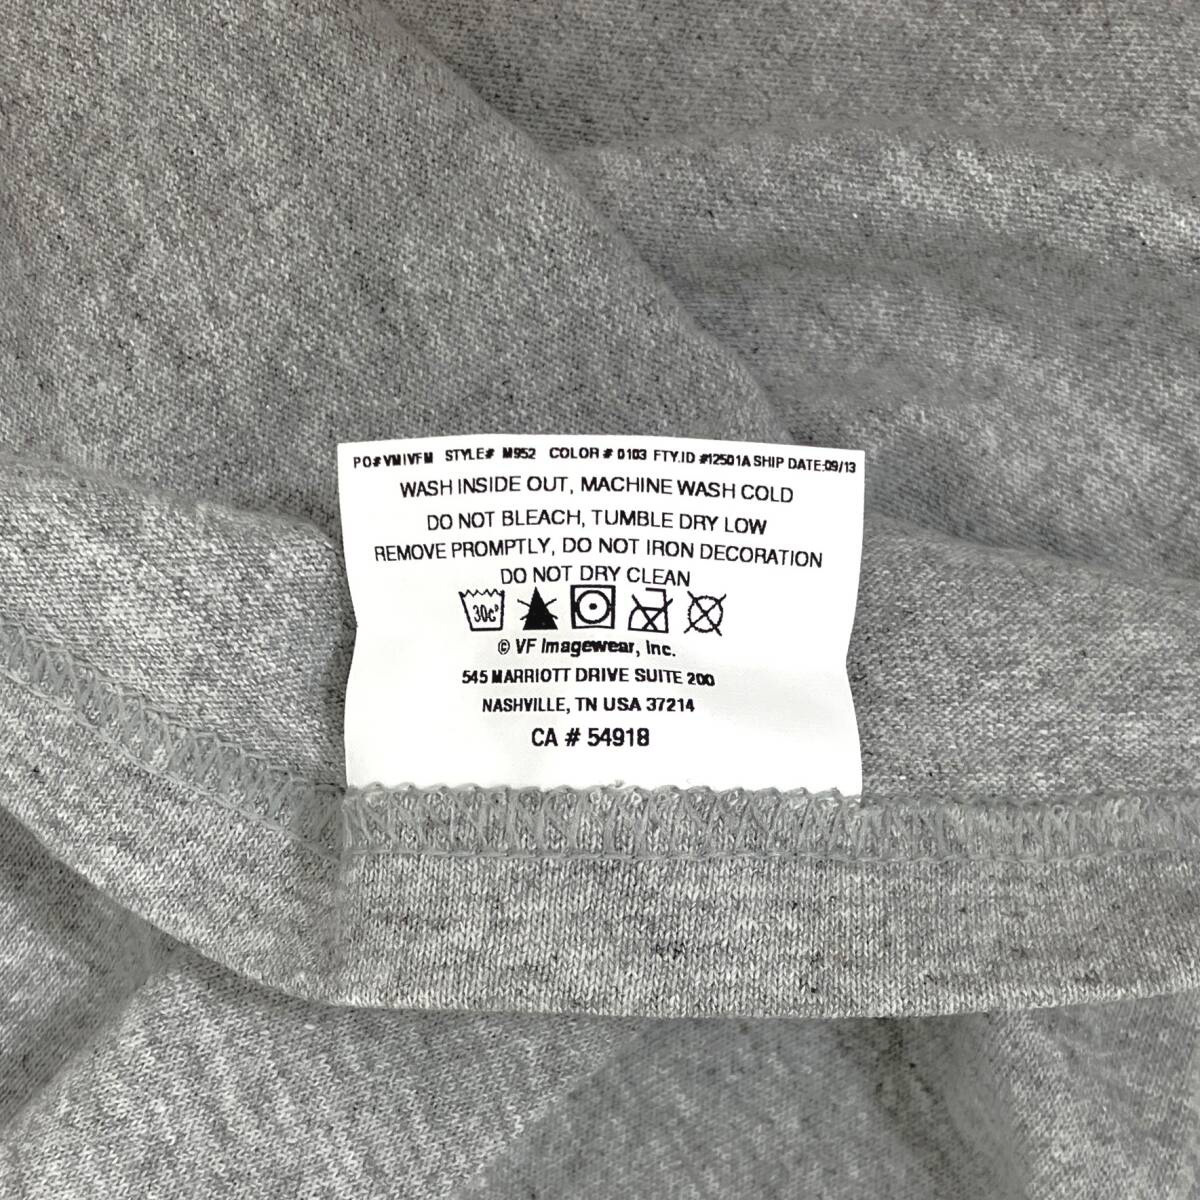 PO# VMIVFM STYLE# M952 COLOR # 0103 FTY.ID #12501A SHIP DATE:09/13
WASH INSIDE OUT, MACHINE WASH COLD
DO NOT BLEACH, TUMBLE DRY LOW
REMOVE PROMPTLY, DO NOT IRON DECORATION
DO NOT DRY CLEAN
30c°
© VF Imagewear, Inc.
545 MARRIOTT DRIVE SUITE 200
NASHVILLE, TN USA 37214
CA # 54918